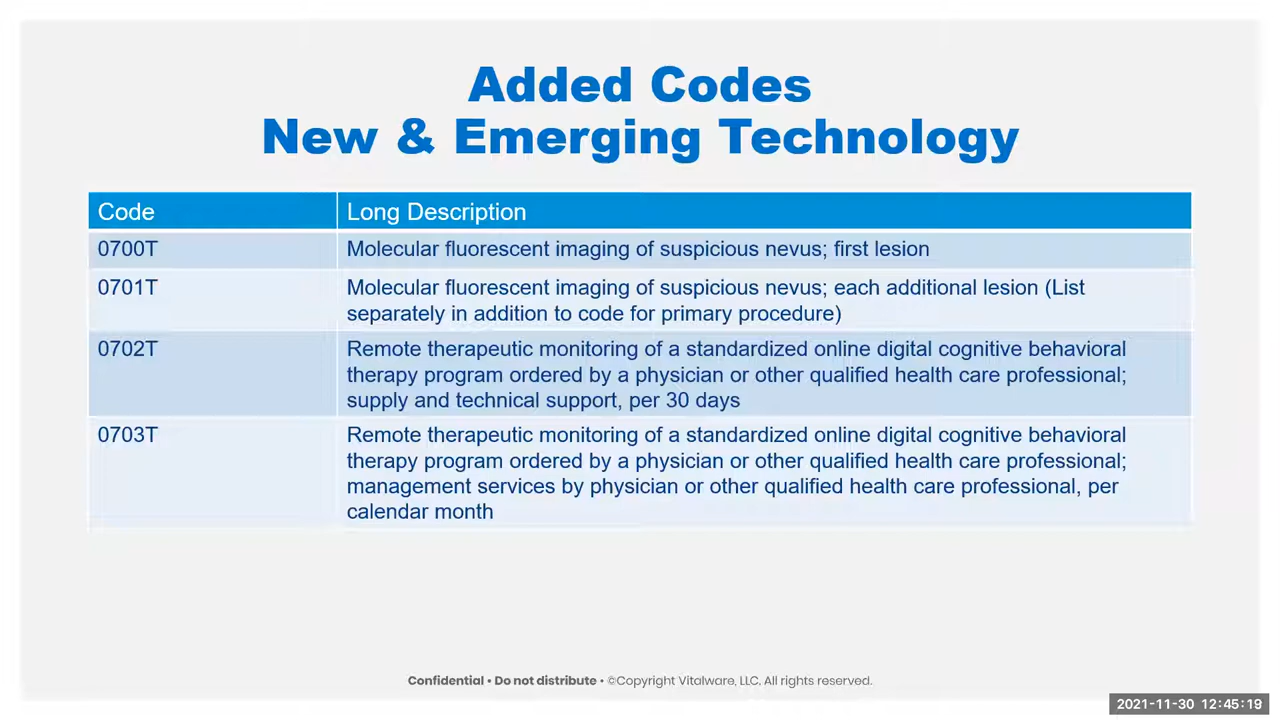 Added Codes
New & Emerging Technology
Code Long Description
0700T Molecular fluorescent imaging of suspicious nevus; first lesion
0701T Molecular fluorescent imaging of suspicious nevus; each additional lesion (List
separately in addition to code for primary procedure)
0702T Remote therapeutic monitoring of a standardized online digital cognitive behavioral
therapy program ordered by a physician or other qualified health care professional;
supply and technical support, per 30 days
0703T Remote therapeutic monitoring of a standardized online digital cognitive behavioral
therapy program ordered by a physician or other qualified health care professional;
management services by physician or other qualified health care professional, per
calendar month
Confidential • Do not distribute • ©Copyright Vitalware, LLC. All rights reserved.
2021-11-30 12:45:19